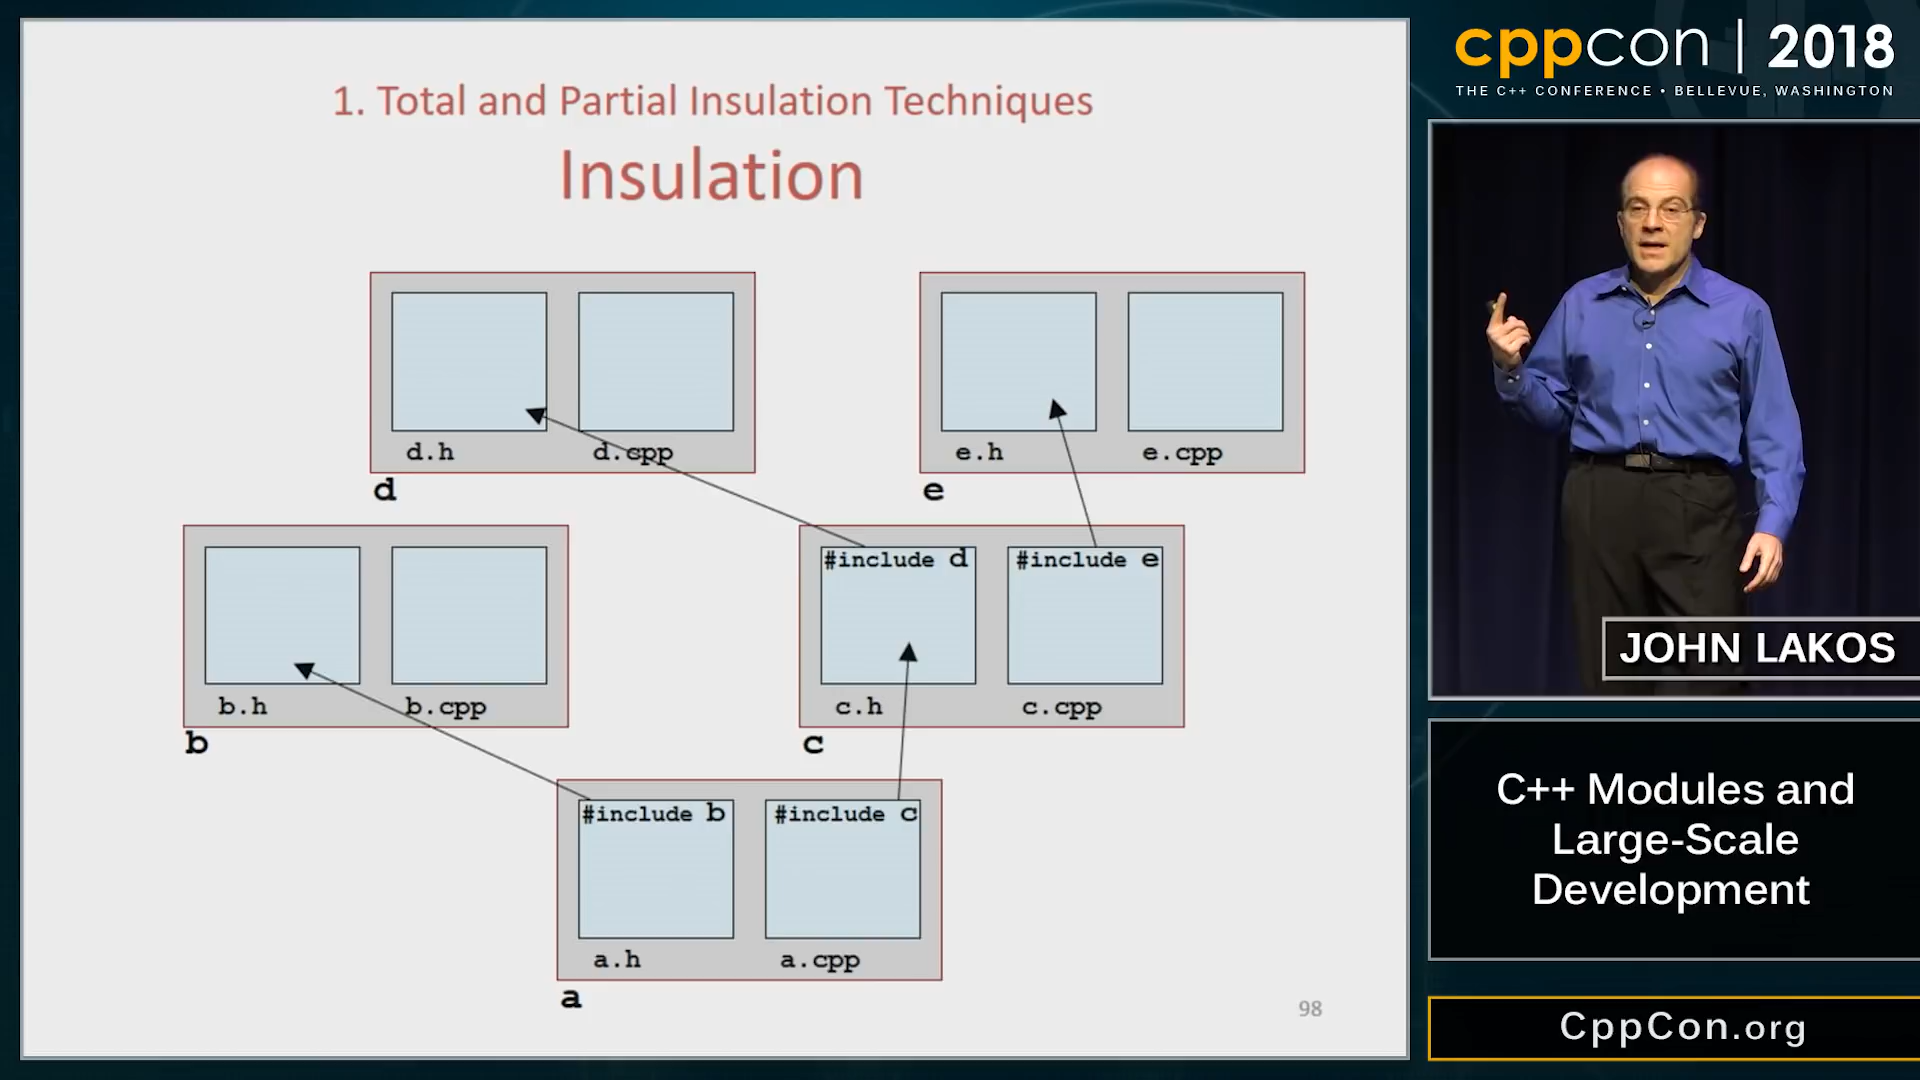 1. Total and Partial Insulation Techniques
Insulation
d.h
d.cpp
d
e.h
e.cpp
e
b.h
b.cpp
b
#include d
#include e
c.h
c.cpp
c
#include b
#include c
a.h
a.cpp
a
98
cppcon | 2018
THE C++ CONFERENCE • BELLEVUE, WASHINGTON
JOHN LAKOS
C++ Modules and
Large-Scale
Development
CppCon.org